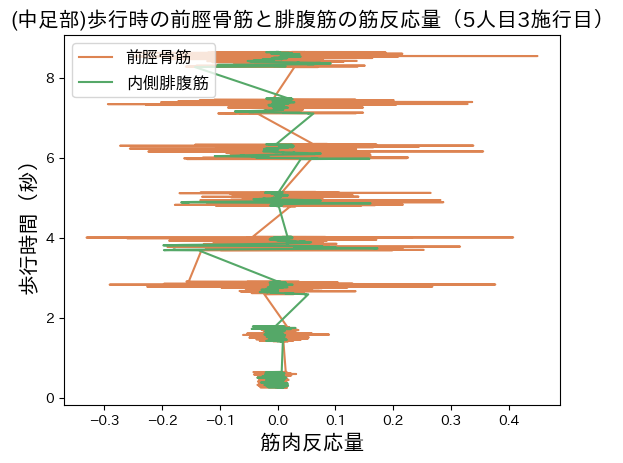 (中足部)歩行時の前脛骨筋と腓腹筋の筋反応量（5人目3施行目）
前脛骨筋
内側腓腹筋
歩行時間（秒）
8
6
4
2
0
−0.3 −0.2 −0.1 0.0 0.1 0.2 0.3 0.4
筋肉反応量